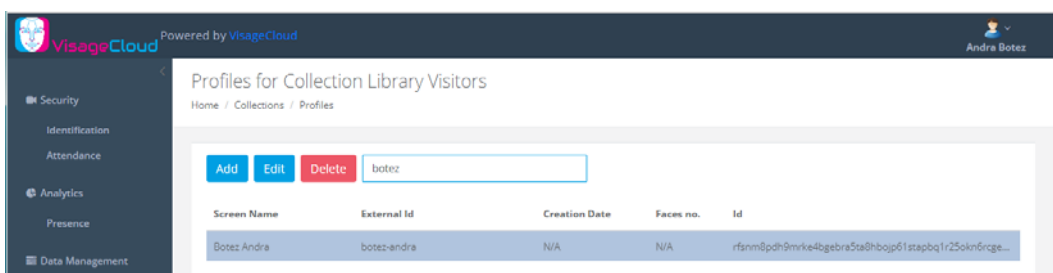 VisageCloud
Powered by VisageCloud
Andra Botez
Security
Identification
Attendance
Analytics
Presence
Data Management
Profiles for Collection Library Visitors
Home / Collections / Profiles
Add Edit Delete botez
Screen Name External Id Creation Date Faces no. Id
Botez Andra botez-andra N/A N/A rfsnm8pdh9mrke4bgebra5ta8hbojp61stapbq1r25okn6rcge...